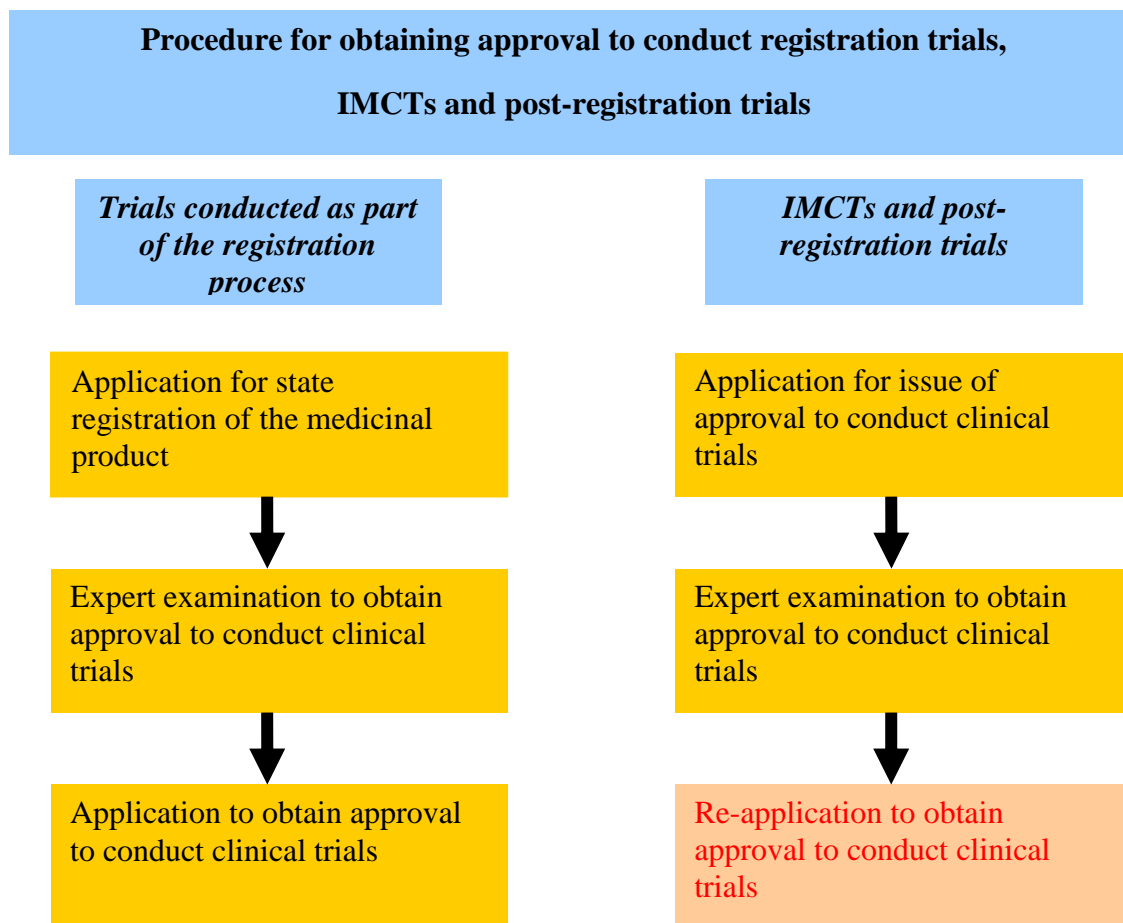 Procedure for obtaining approval to conduct registration trials,
IMCTs and post-registration trials
Trials conducted as part
of the registration
process
IMCTs and post-
registration trials
Application for state
registration of the medicinal
product
Application for issue of
approval to conduct clinical
trials
Expert examination to obtain
approval to conduct clinical
trials
Expert examination to obtain
approval to conduct clinical
trials
Application to obtain approval
to conduct clinical trials
Re-application to obtain
approval to conduct clinical
trials